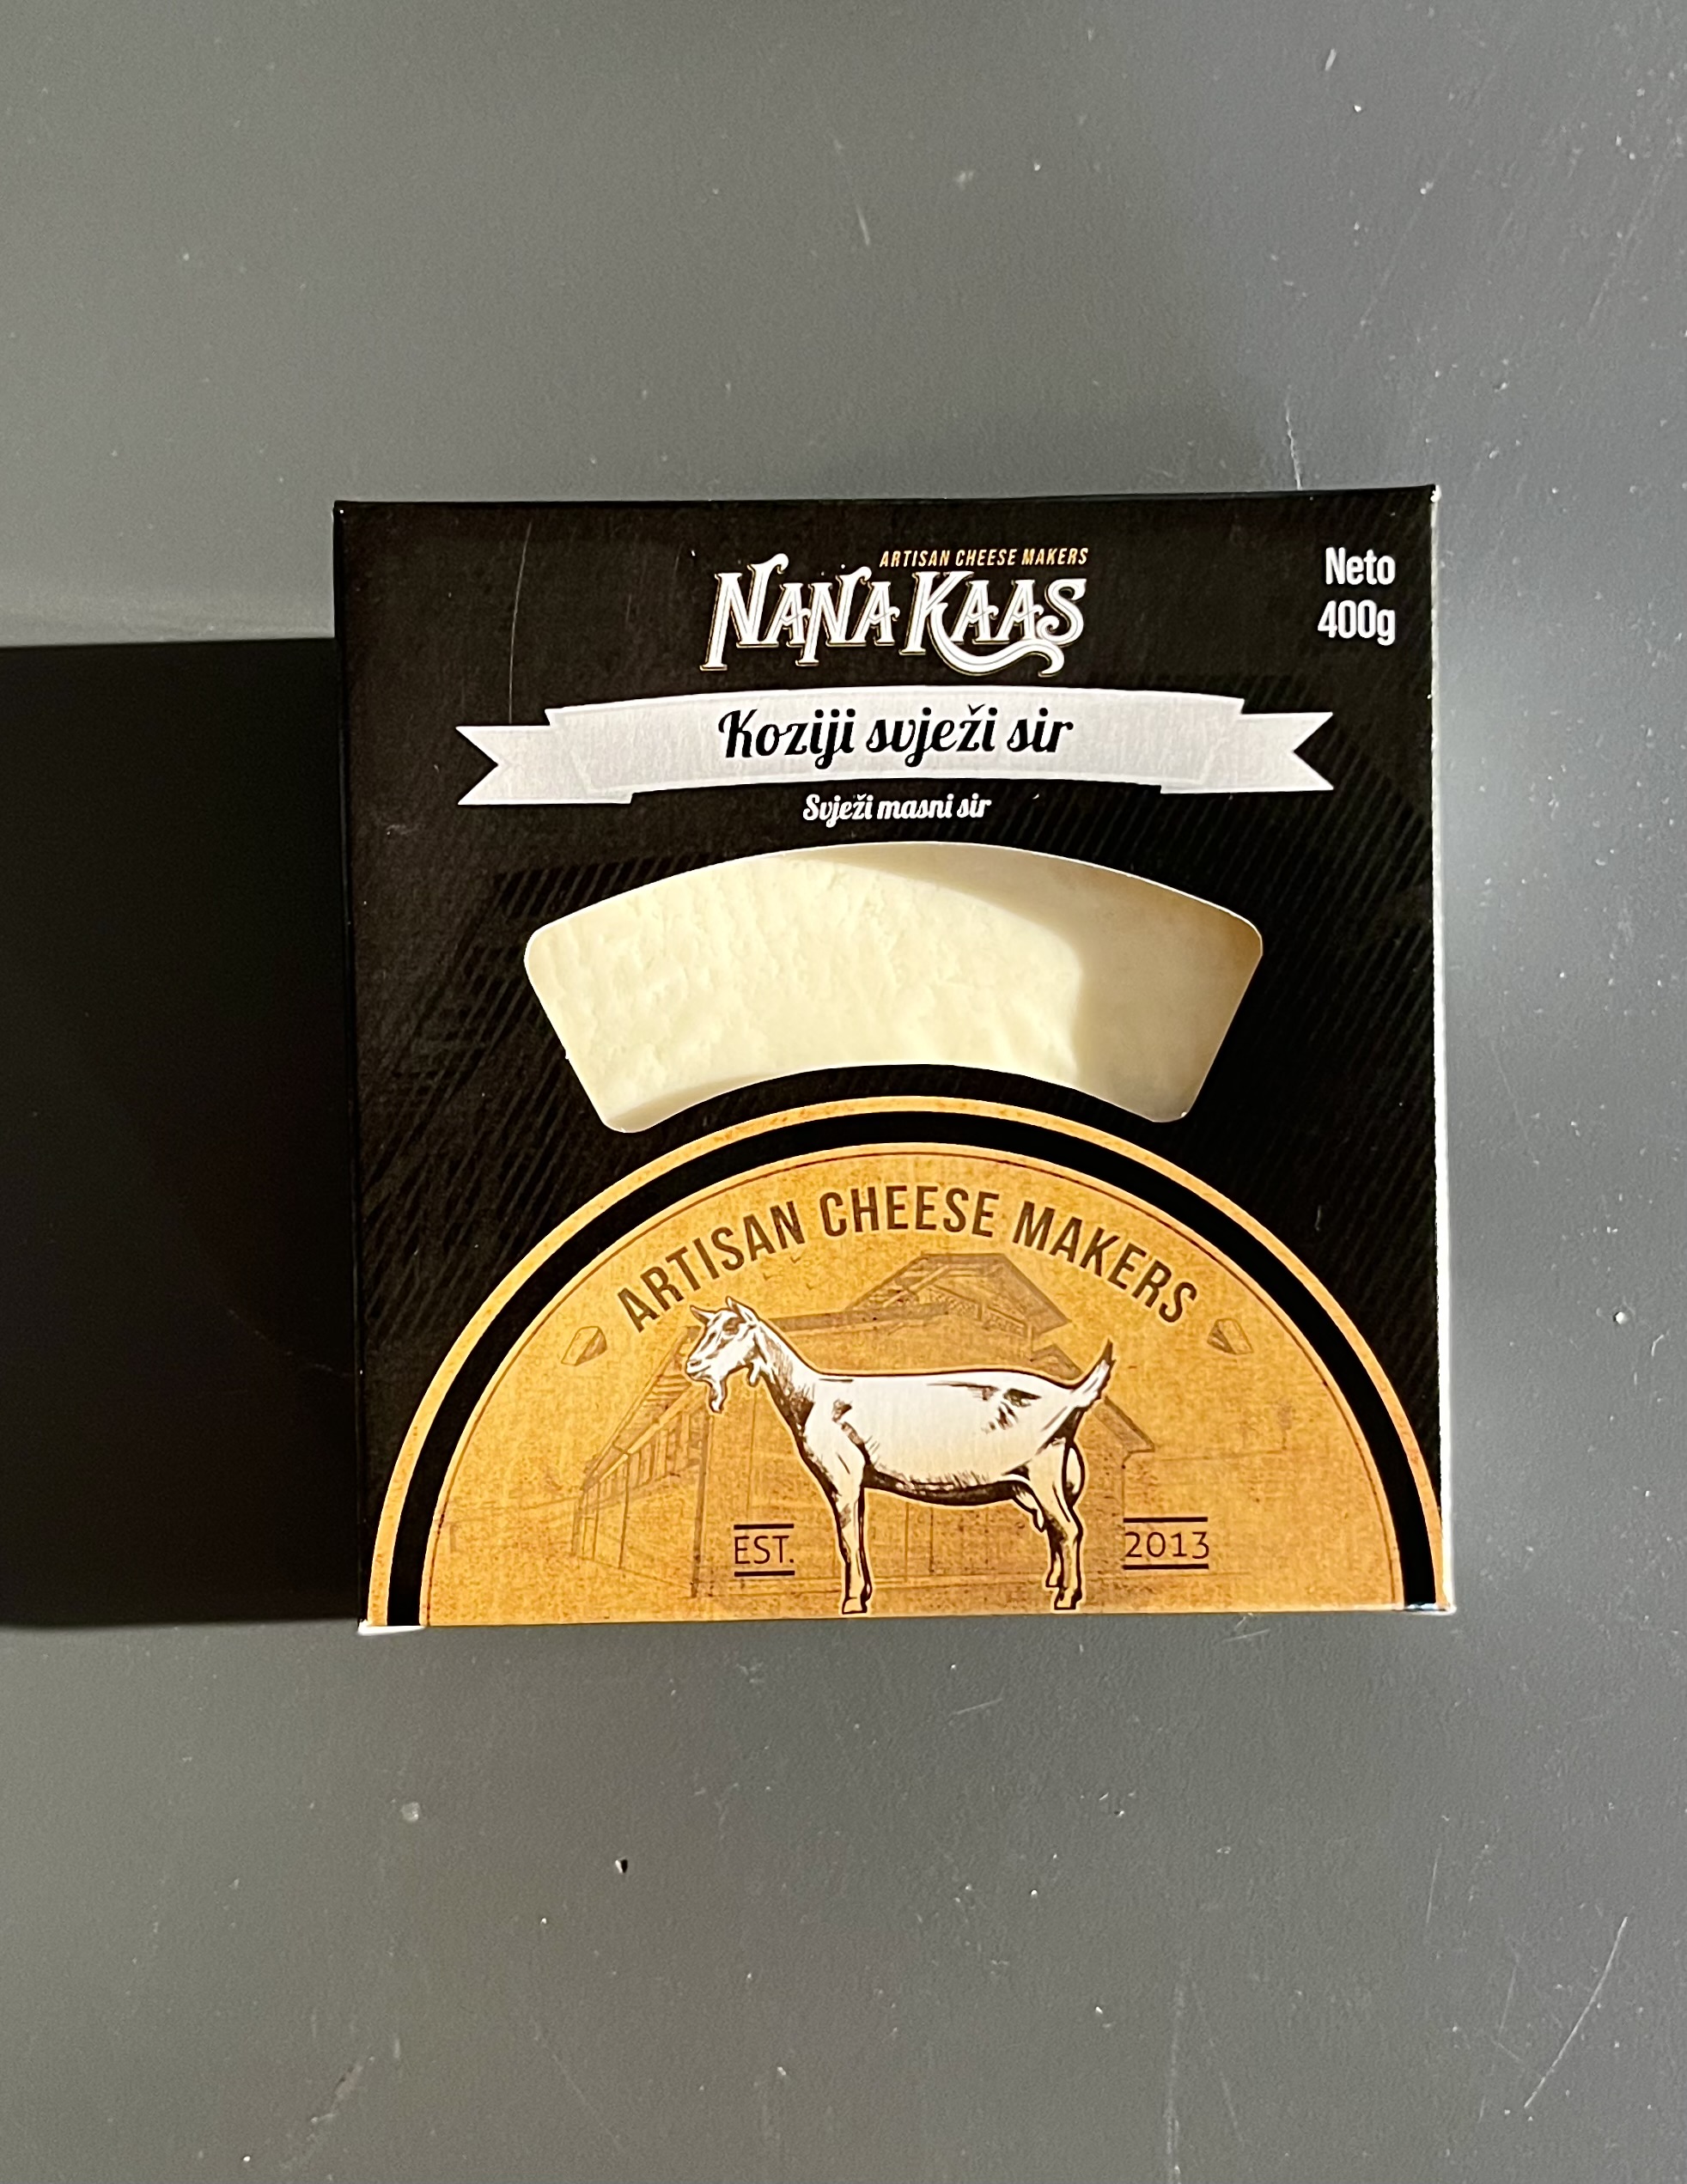 ARTISAN CHEESE MAKERS
NANA KAAS
Neto
400g
Koziji svježi sir
Svježi masni sir
ARTISAN CHEESE MAKERS
EST.
2013